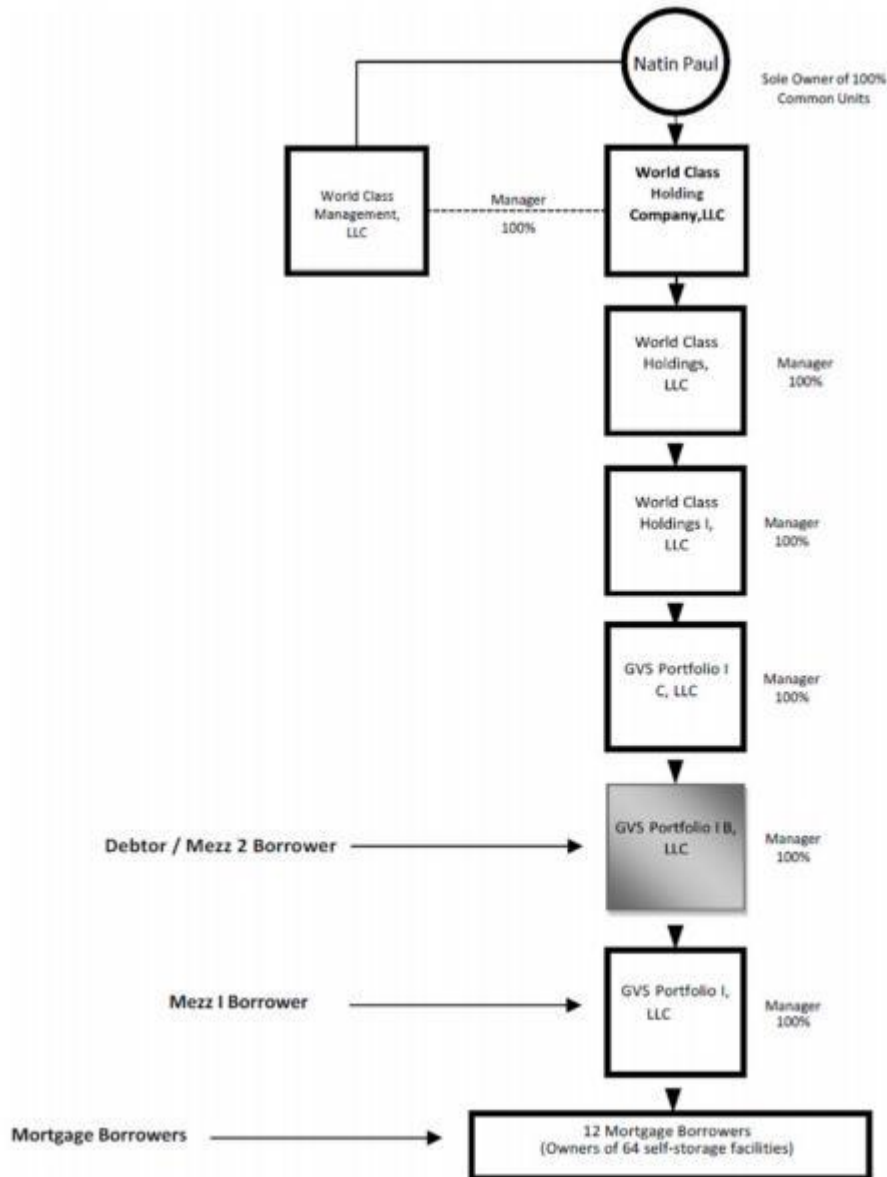 Natin Paul
Sole Owner of 100%
Common Units
World Class
Management,
LLC
Manager
100%
World Class
Holding
Company,LLC
World Class
Holdings,
LLC
Manager
100%
World Class
Holdings I,
LLC
Manager
100%
GVS Portfolio I
C, LLC
Manager
100%
Debtor / Mezz 2 Borrower
GVS Portfolio I B,
LLC
Manager
100%
Mezz I Borrower
GVS Portfolio I,
LLC
Manager
100%
Mortgage Borrowers
12 Mortgage Borrowers
(Owners of 64 self-storage facilities)